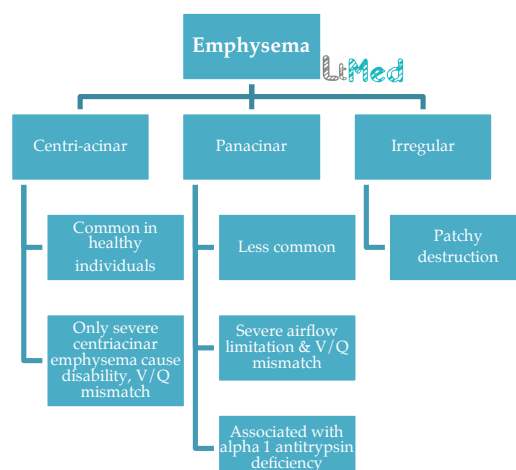 Emphysema
LtMed
Centri-acinar
Panacinar
Irregular
Common in
healthy
individuals
Only severe
centriacinar
emphysema cause
disability, V/Q
mismatch
Less common
Severe airflow
limitation & V/Q
mismatch
Associated with
alpha 1 antitrypsin
deficiency
Patchy
destruction